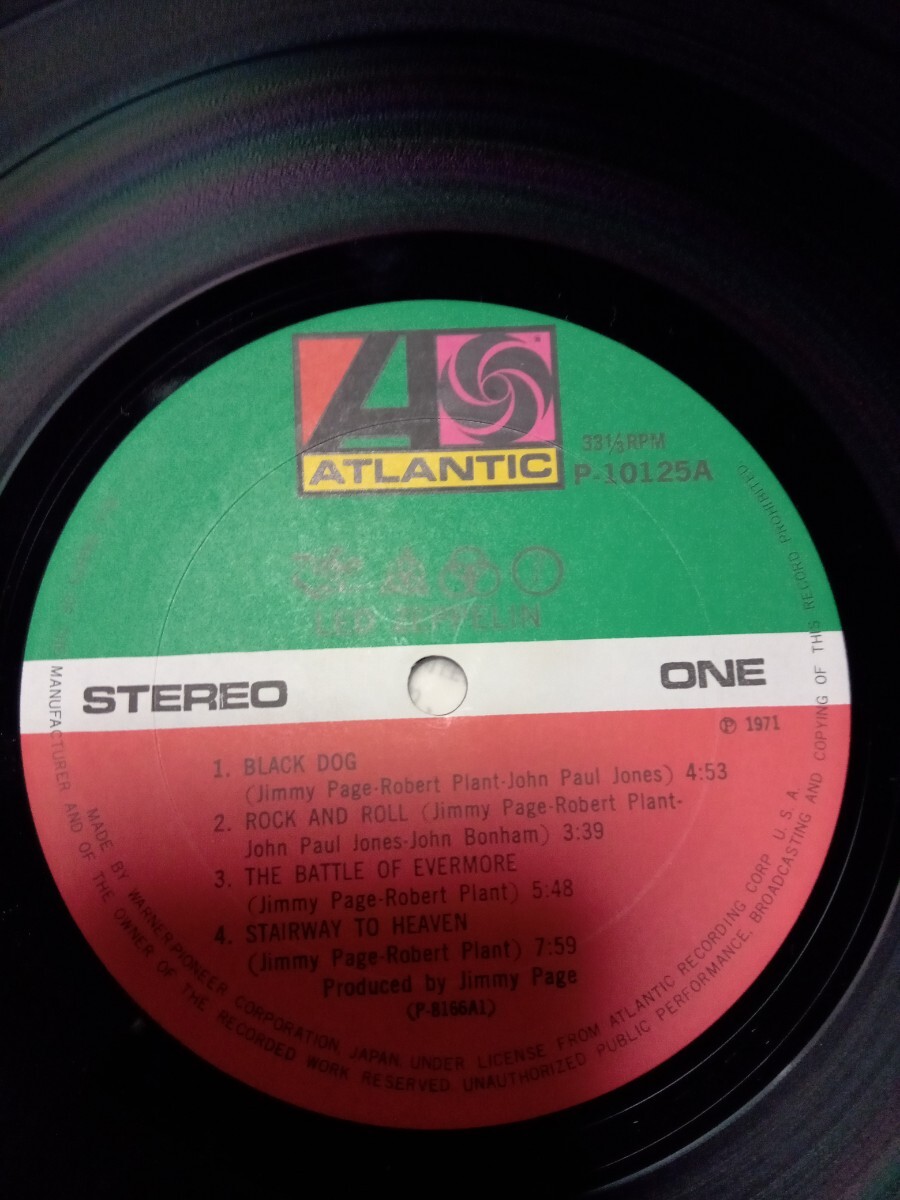 ATLANTIC
33⅓RPM
P-10125A
LED ZEPPELIN
STEREO
ONE
Ⓟ 1971
1. BLACK DOG
(Jimmy Page-Robert Plant-John Paul Jones) 4:53
2. ROCK AND ROLL (Jimmy Page-Robert Plant-
John Paul Jones-John Bonham) 3:39
3. THE BATTLE OF EVERMORE
(Jimmy Page-Robert Plant) 5:48
4. STAIRWAY TO HEAVEN
(Jimmy Page-Robert Plant) 7:59
Produced by Jimmy Page
(P-8166A1)
MADE BY WARNER-PIONEER CORPORATION, JAPAN, UNDER LICENSE FROM ATLANTIC RECORDING CORP. U.S.A.
MANUFACTURER AND OF THE OWNER OF THE RECORDED WORK RESERVED. UNAUTHORIZED PUBLIC PERFORMANCE, BROADCASTING AND COPYING OF THIS RECORD PROHIBITED